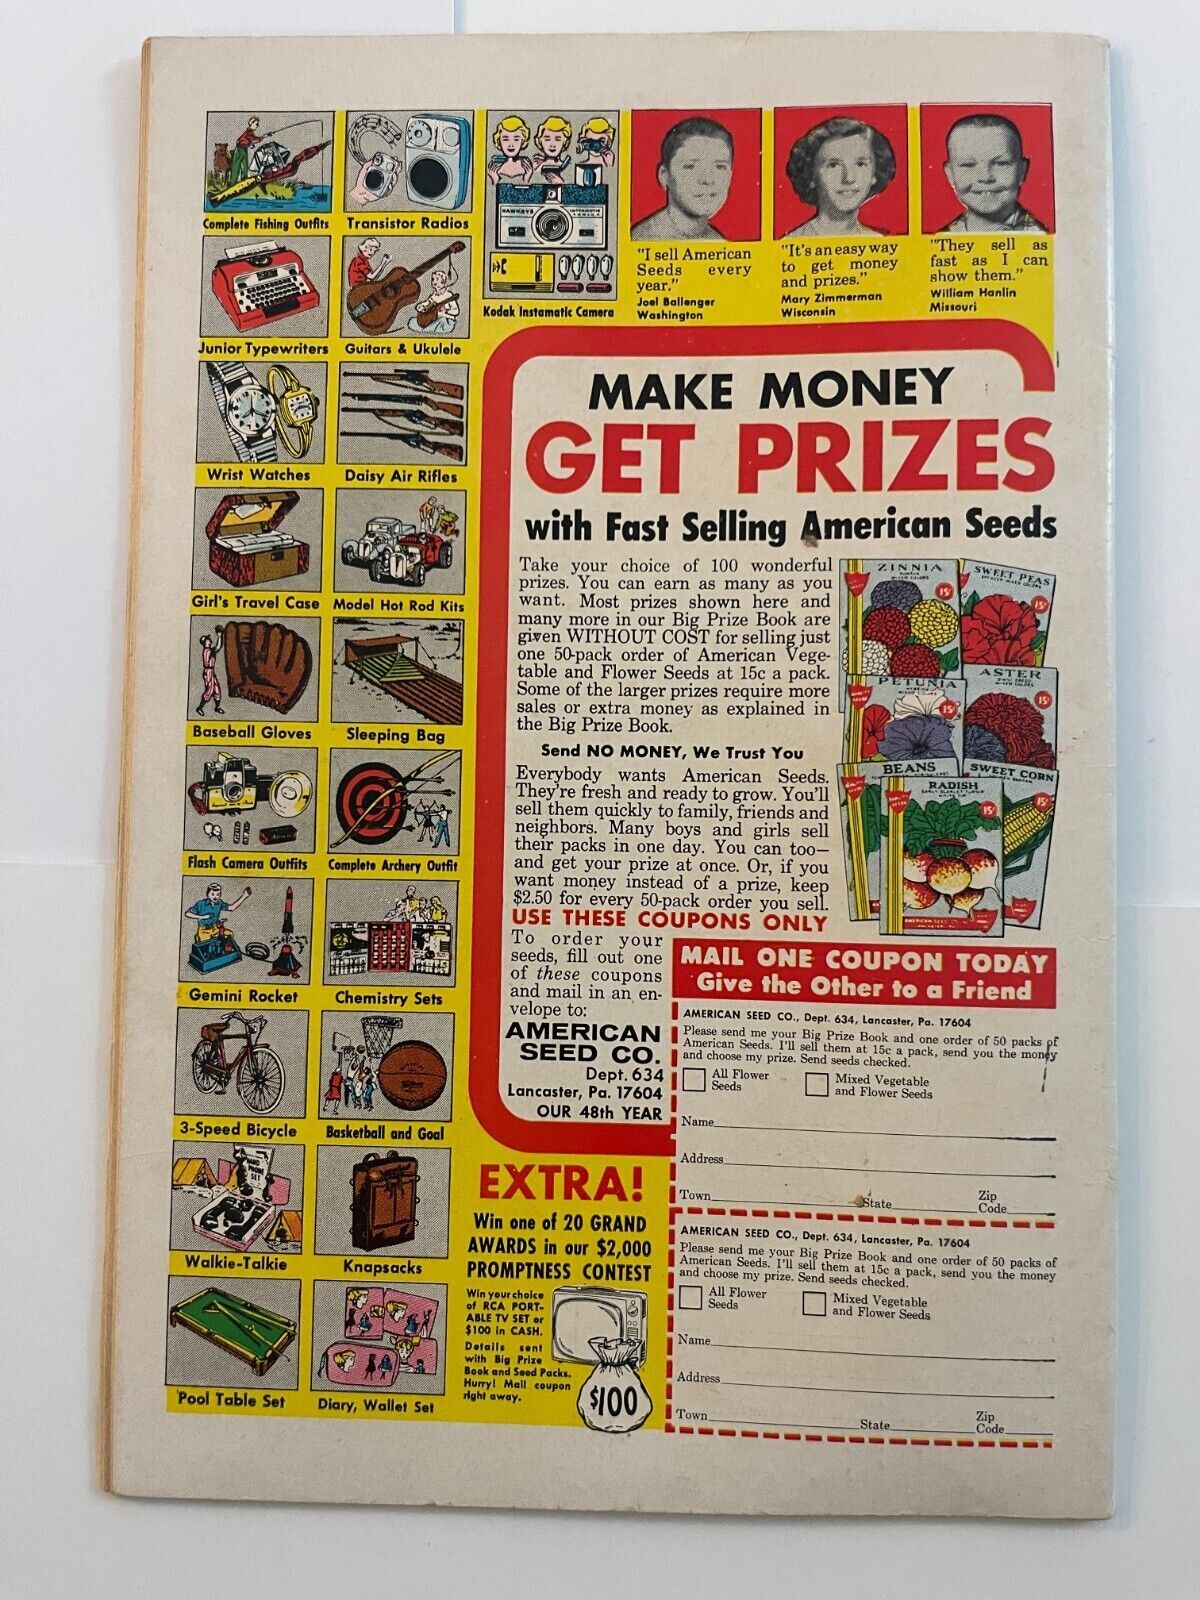 Complete Fishing Outfits
Transistor Radios
HAWKEYE
INSTAMATIC
Kodak Instamatic Camera
Junior Typewriters
Guitars & Ukulele
Wrist Watches
Daisy Air Rifles
Girl's Travel Case
Model Hot Rod Kits
Baseball Gloves
Sleeping Bag
Flash Camera Outfits
Complete Archery Outfit
Gemini Rocket
Chemistry Sets
3-Speed Bicycle
Basketball and Goal
Walkie-Talkie
Knapsacks
Pool Table Set
Diary, Wallet Set
"I sell American
Seeds every
year."
Joel Ballenger
Washington
"It's an easy way
to get money
and prizes."
Mary Zimmerman
Wisconsin
"They sell as
fast as I can
show them."
William Hanlin
Missouri
MAKE MONEY
GET PRIZES
with Fast Selling American Seeds
Take your choice of 100 wonderful
prizes. You can earn as many as you
want. Most prizes shown here and
many more in our Big Prize Book are
given WITHOUT COST for selling just
one 50-pack order of American Vege-
table and Flower Seeds at 15c a pack.
Some of the larger prizes require more
sales or extra money as explained in
the Big Prize Book.
Send NO MONEY, We Trust You
Everybody wants American Seeds.
They're fresh and ready to grow. You'll
sell them quickly to family, friends and
neighbors. Many boys and girls sell
their packs in one day. You can too—
and get your prize at once. Or, if you
want money instead of a prize, keep
$2.50 for every 50-pack order you sell.
USE THESE COUPONS ONLY
ZINNIA
MIXED COLORS
15¢
SWEET PEAS
15¢
PETUNIA
MIXED COLORS
15¢
ASTER
MIXED COLORS
15¢
BEANS
SWEET CORN
15¢
RADISH
15¢
To order your
seeds, fill out one
of these coupons
and mail in an en-
velope to:
AMERICAN
SEED CO.
Dept. 634
Lancaster, Pa. 17604
OUR 48th YEAR
MAIL ONE COUPON TODAY
Give the Other to a Friend
AMERICAN SEED CO., Dept. 634, Lancaster, Pa. 17604
Please send me your Big Prize Book and one order of 50 packs of
American Seeds. I'll sell them at 15c a pack, send you the money
and choose my prize. Send seeds checked.
All Flower
Seeds
Mixed Vegetable
and Flower Seeds
Name
Address
Town State Zip
Code
AMERICAN SEED CO., Dept. 634, Lancaster, Pa. 17604
Please send me your Big Prize Book and one order of 50 packs of
American Seeds. I'll sell them at 15c a pack, send you the money
and choose my prize. Send seeds checked.
All Flower
Seeds
Mixed Vegetable
and Flower Seeds
Name
Address
Town State Zip
Code
EXTRA!
Win one of 20 GRAND
AWARDS in our $2,000
PROMPTNESS CONTEST
Win your choice
of RCA PORT-
ABLE TV SET or
$100 in CASH.
Details sent
with Big Prize
Book and Seed Packs.
Hurry! Mail coupon
right away.
$100